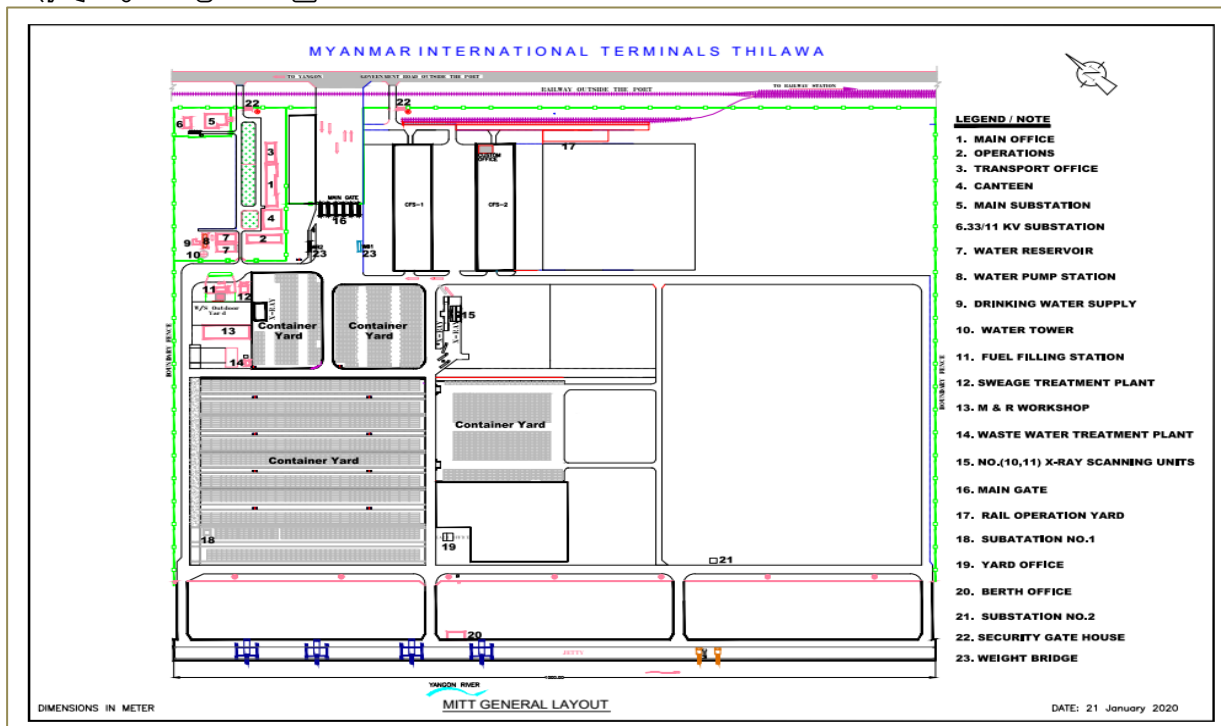 MYANMAR INTERNATIONAL TERMINALS THILAWA
TO YANGON
GOVERNMENT ROAD OUTSIDE THE PORT
RAILWAY OUTSIDE THE PORT
TO RAILWAY STATION
22
22
6
5
3
1
4
2
7
7
8
9
10
MAIN GATE
16
23
23
CFS-1
CUSTOM OFFICE
CFS-2
17
11
12
W/S Outdoor
Yard
13
14
X-RAY
Container
Yard
Container
Yard
X-RAY
X-RAY
15
BOUNDARY FENCE
BOUNDARY FENCE
Container Yard
Container Yard
18
19
21
20
JETTY
YANGON RIVER
MITT GENERAL LAYOUT
DIMENSIONS IN METER
DATE: 21 January 2020
LEGEND / NOTE
1. MAIN OFFICE
2. OPERATIONS
3. TRANSPORT OFFICE
4. CANTEEN
5. MAIN SUBSTATION
6.33/11 KV SUBSTATION
7. WATER RESERVOIR
8. WATER PUMP STATION
9. DRINKING WATER SUPPLY
10. WATER TOWER
11. FUEL FILLING STATION
12. SWEAGE TREATMENT PLANT
13. M & R WORKSHOP
14. WASTE WATER TREATMENT PLANT
15. NO.(10,11) X-RAY SCANNING UNITS
16. MAIN GATE
17. RAIL OPERATION YARD
18. SUBATATION NO.1
19. YARD OFFICE
20. BERTH OFFICE
21. SUBSTATION NO.2
22. SECURITY GATE HOUSE
23. WEIGHT BRIDGE